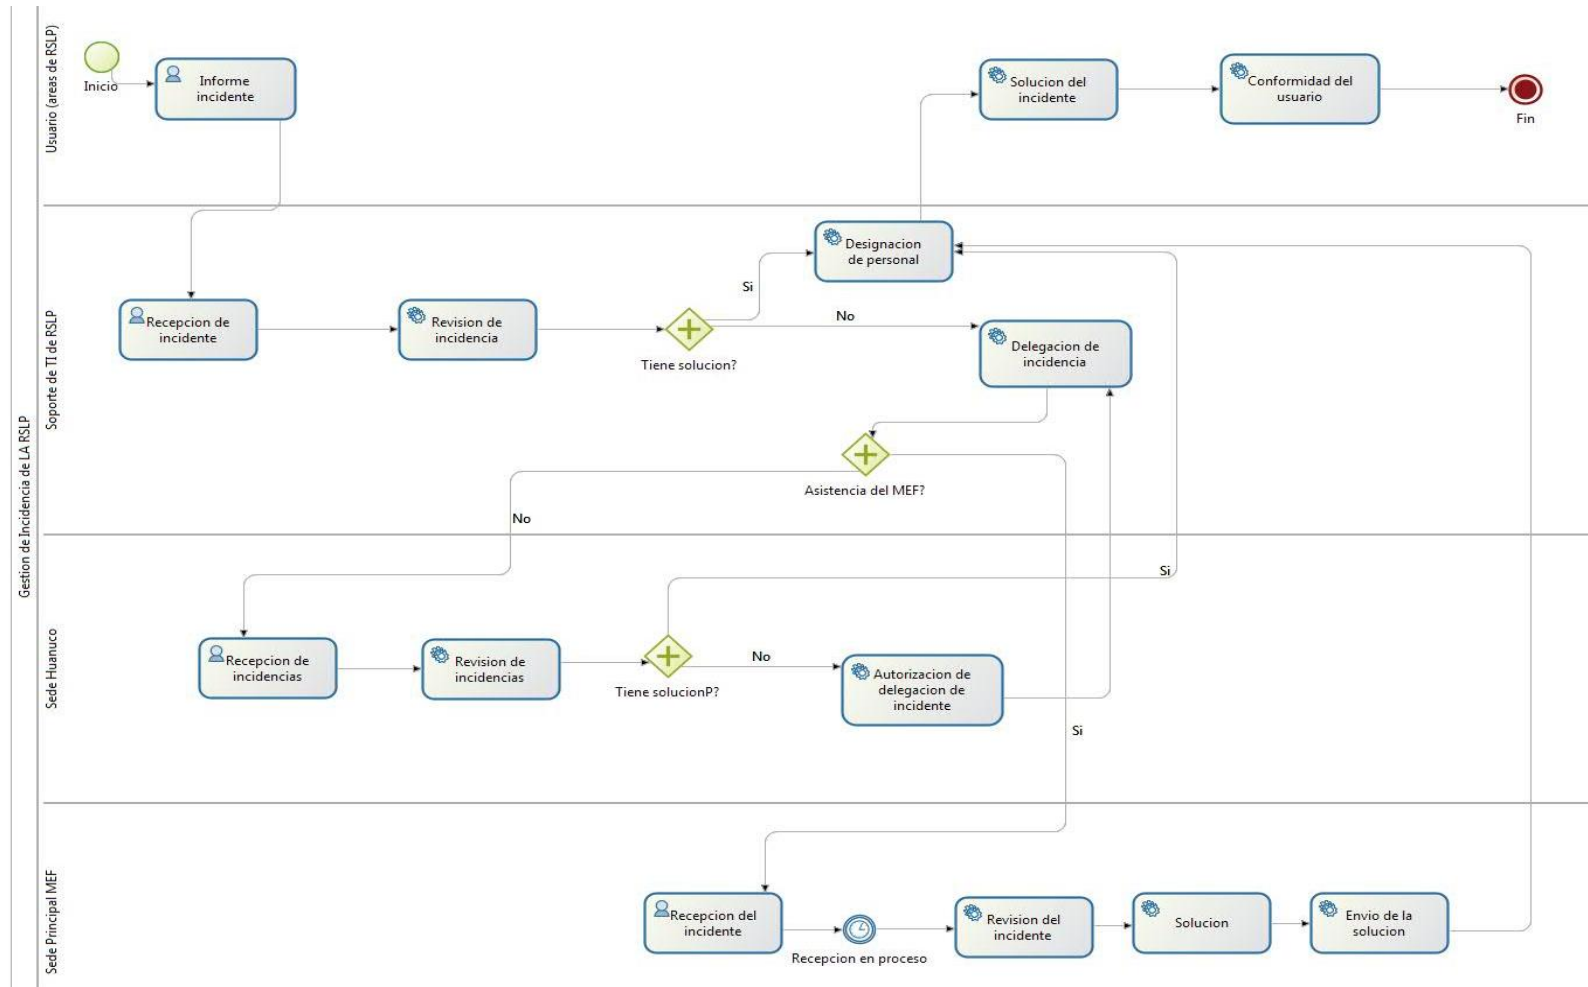 Gestion de Incidencia de LA RSLP
Usuario (areas de RSLP)
Inicio
Informe
incidente
Solucion del
incidente
Conformidad del
usuario
Fin
Soporte de TI de RSLP
Recepcion de
incidente
Revision de
incidencia
Tiene solucion?
Si
Designacion
de personal
No
Delegacion de
incidencia
Asistencia del MEF?
No
Si
Sede Huanuco
Recepcion de
incidencias
Revision de
incidencias
Tiene solucionP?
Si
No
Autorizacion de
delegacion de
incidente
Sede Principal MEF
Recepcion del
incidente
Recepcion en proceso
Revision del
incidente
Solucion
Envio de la
solucion